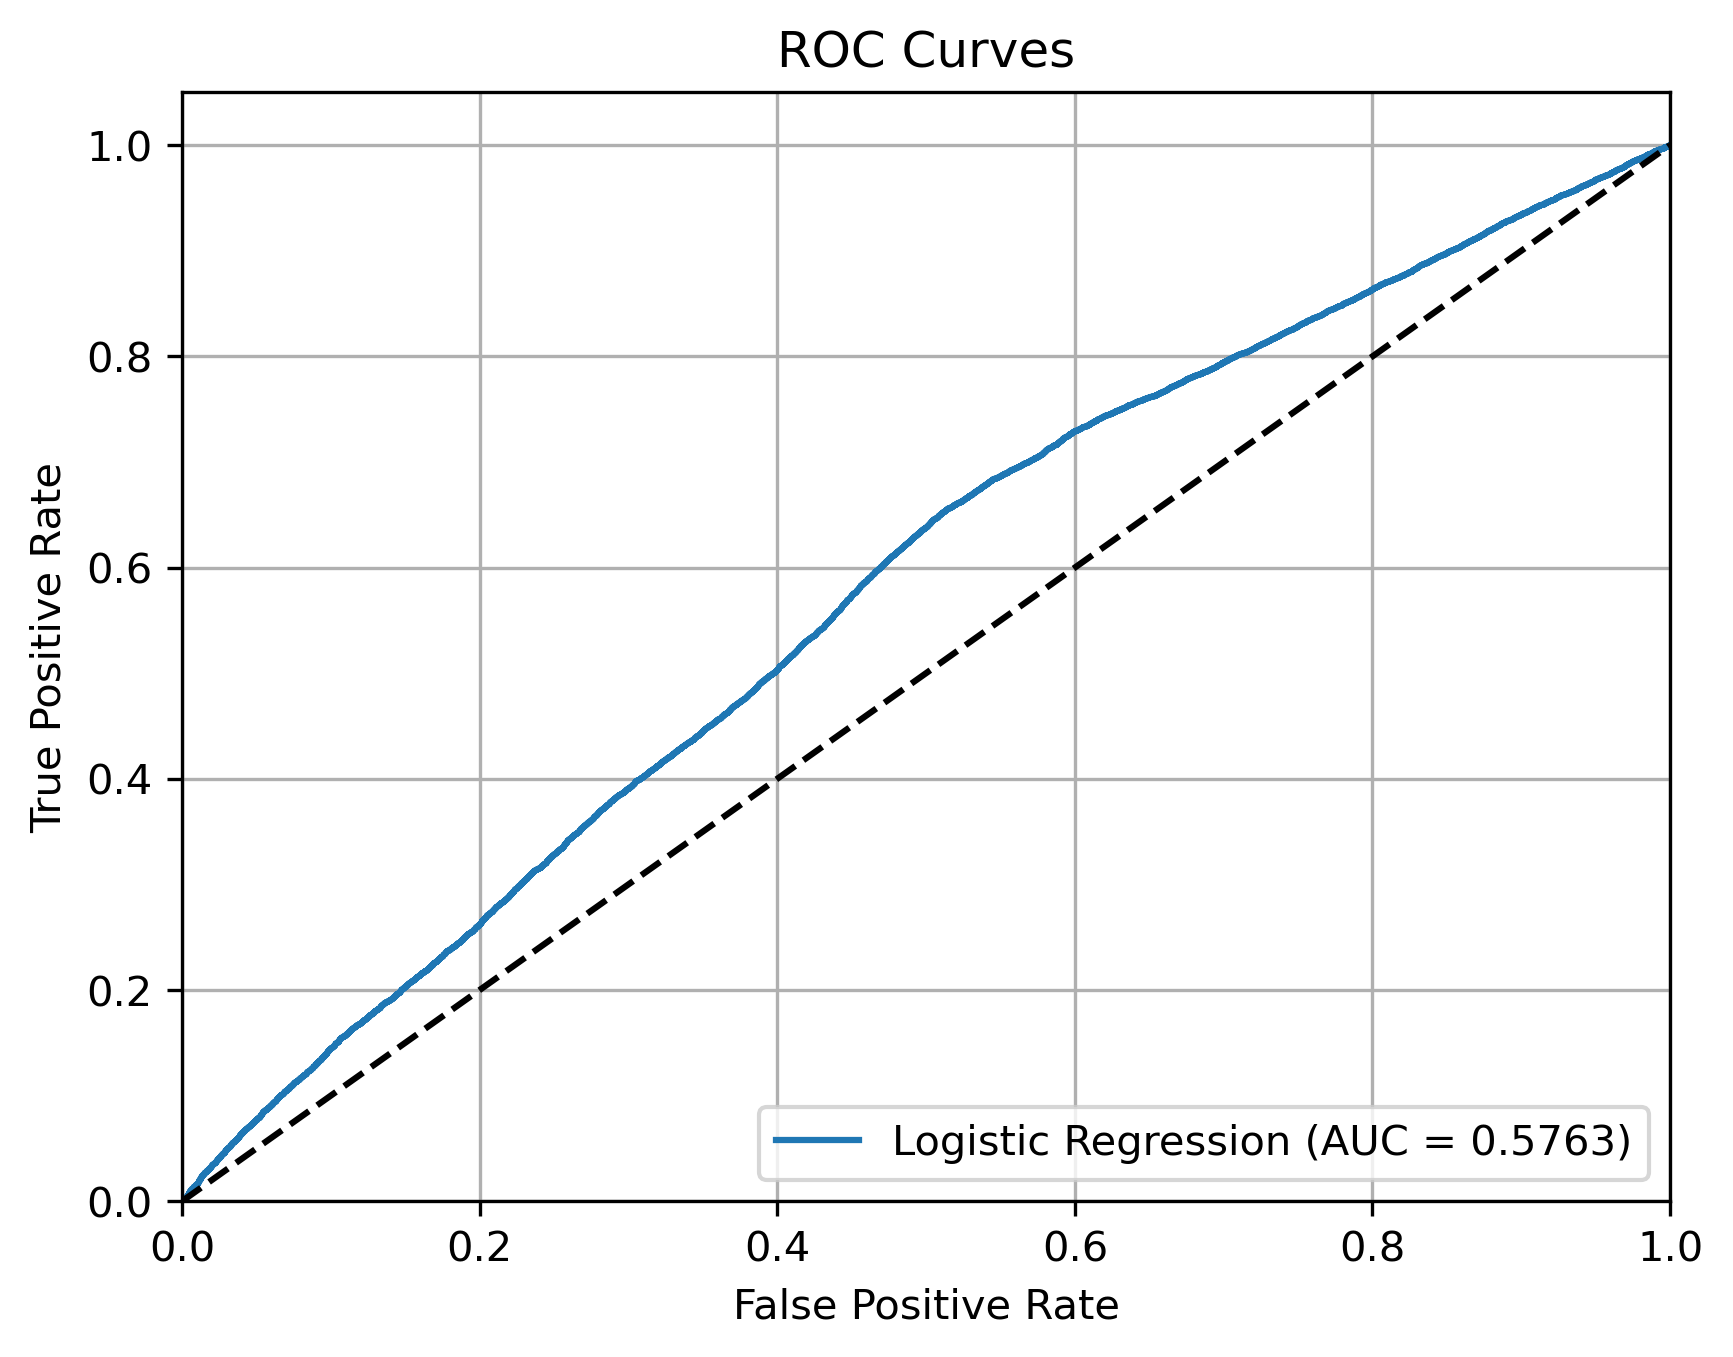 ROC Curves
True Positive Rate
1.0
0.8
0.6
0.4
0.2
0.0
Logistic Regression (AUC = 0.5763)
0.0 0.2 0.4 0.6 0.8 1.0
False Positive Rate